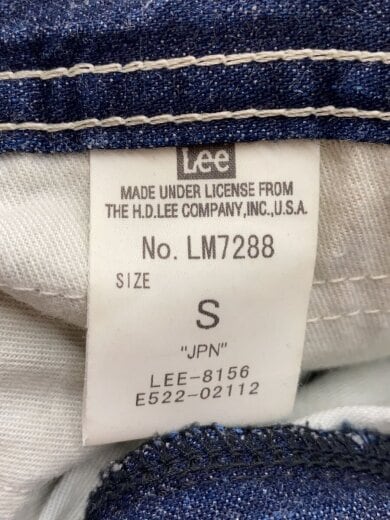 Lee
MADE UNDER LICENSE FROM
THE H.D.LEE COMPANY,INC.,U.S.A.
No. LM7288
SIZE
S
"JPN"
LEE-8156
E522-02112